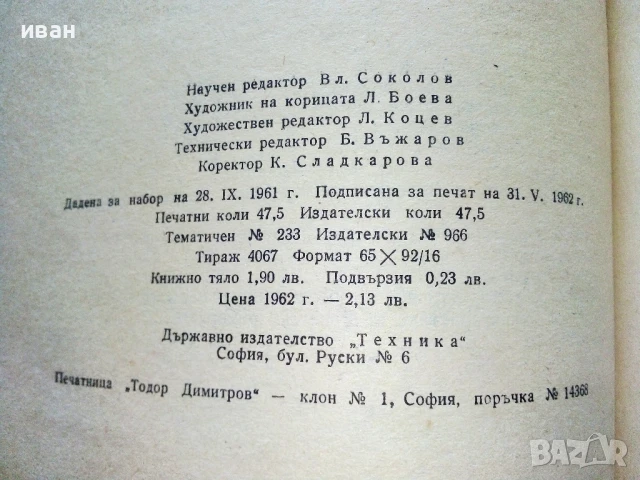 иван
Научен редактор Вл. Соколов
Художник на корицата Л. Боева
Художествен редактор Л. Коцев
Технически редактор Б. Въжаров
Коректор К. Сладкарова
Дадена за набор на 28. IX. 1961 г. Подписана за печат на 31. V. 1962 г.
Печатни коли 47,5 Издателски коли 47,5
Тематичен № 233 Издателски № 966
Тираж 4067 Формат 65×92/16
Книжно тяло 1,90 лв. Подвързия 0,23 лв.
Цена 1962 г. — 2,13 лв.
Държавно издателство „Техника“
София, бул. Руски № 6
Печатница „Тодор Димитров“ — клон № 1, София, поръчка № 14368
BAZAR